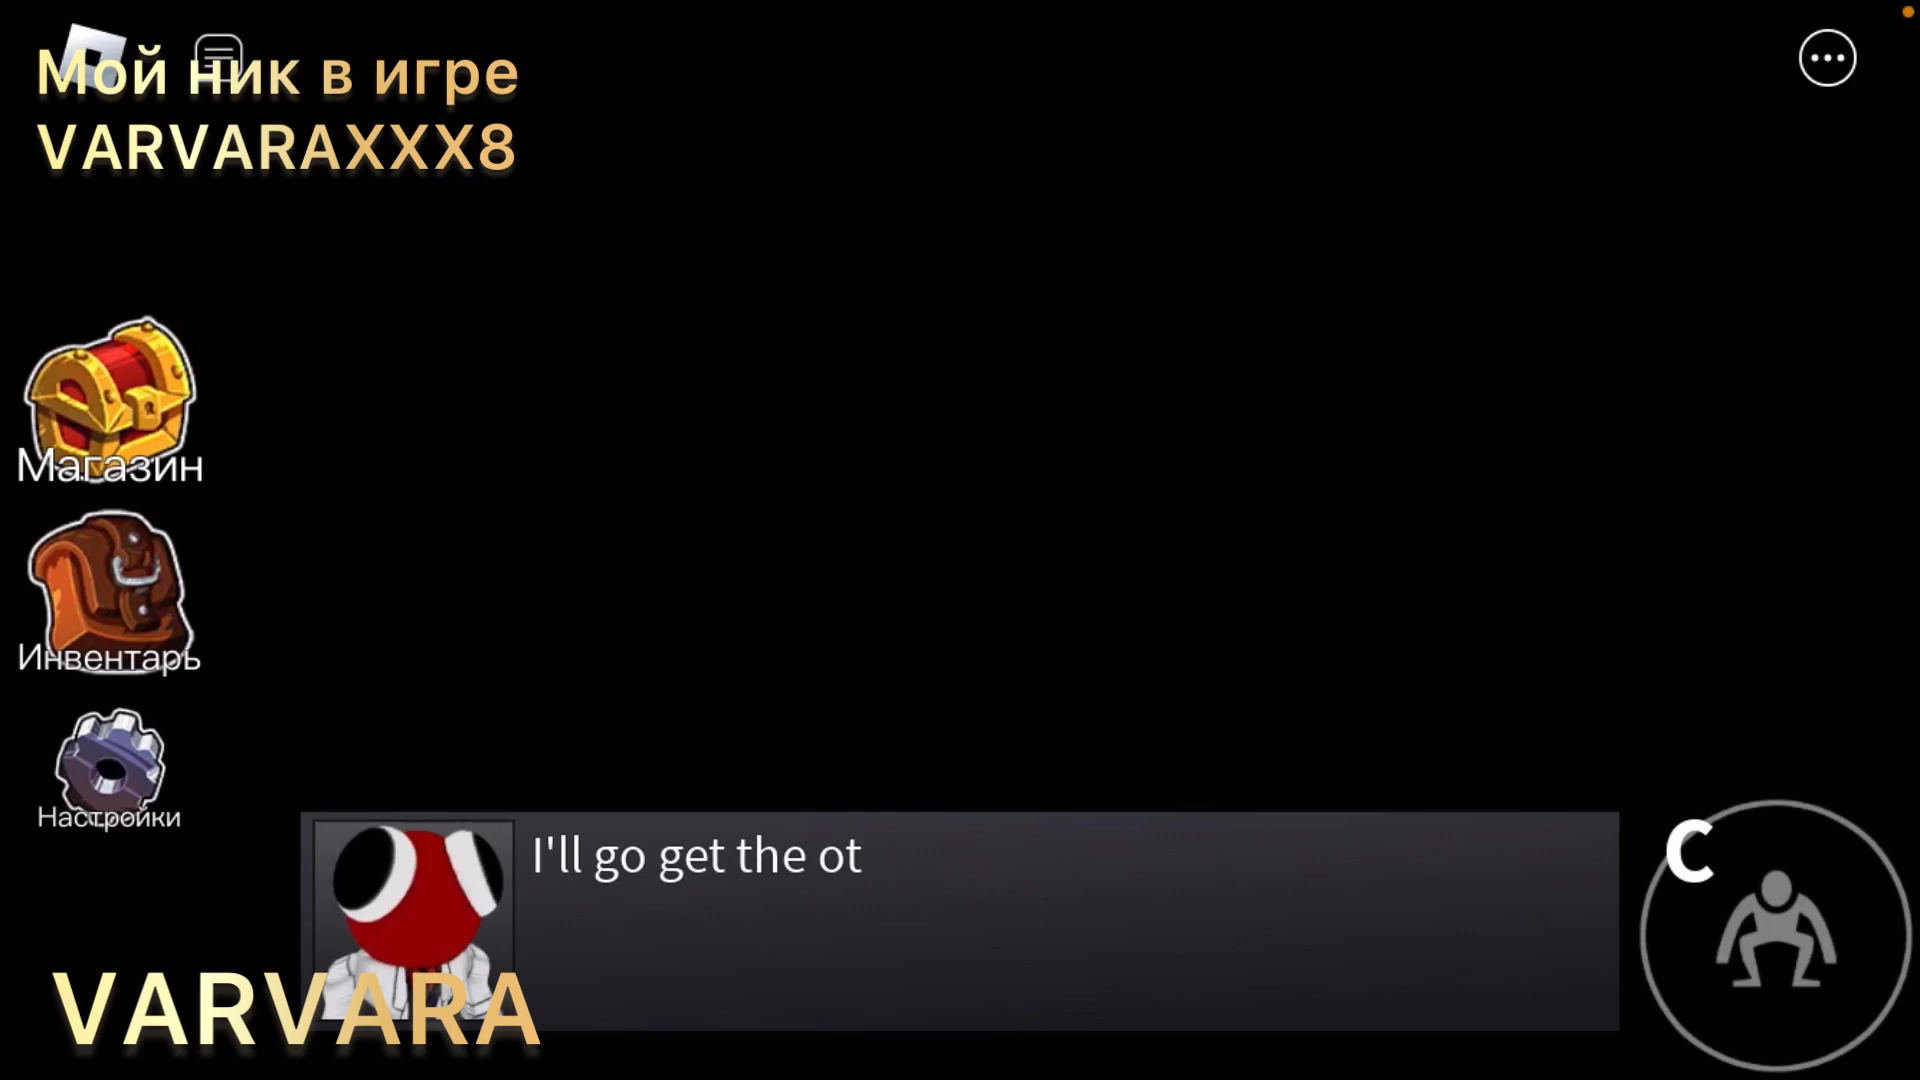 Мой ник в игре
VARVARAXXX8
Магазин
Инвентарь
Настройки
I'll go get the ot
C
VARVARA